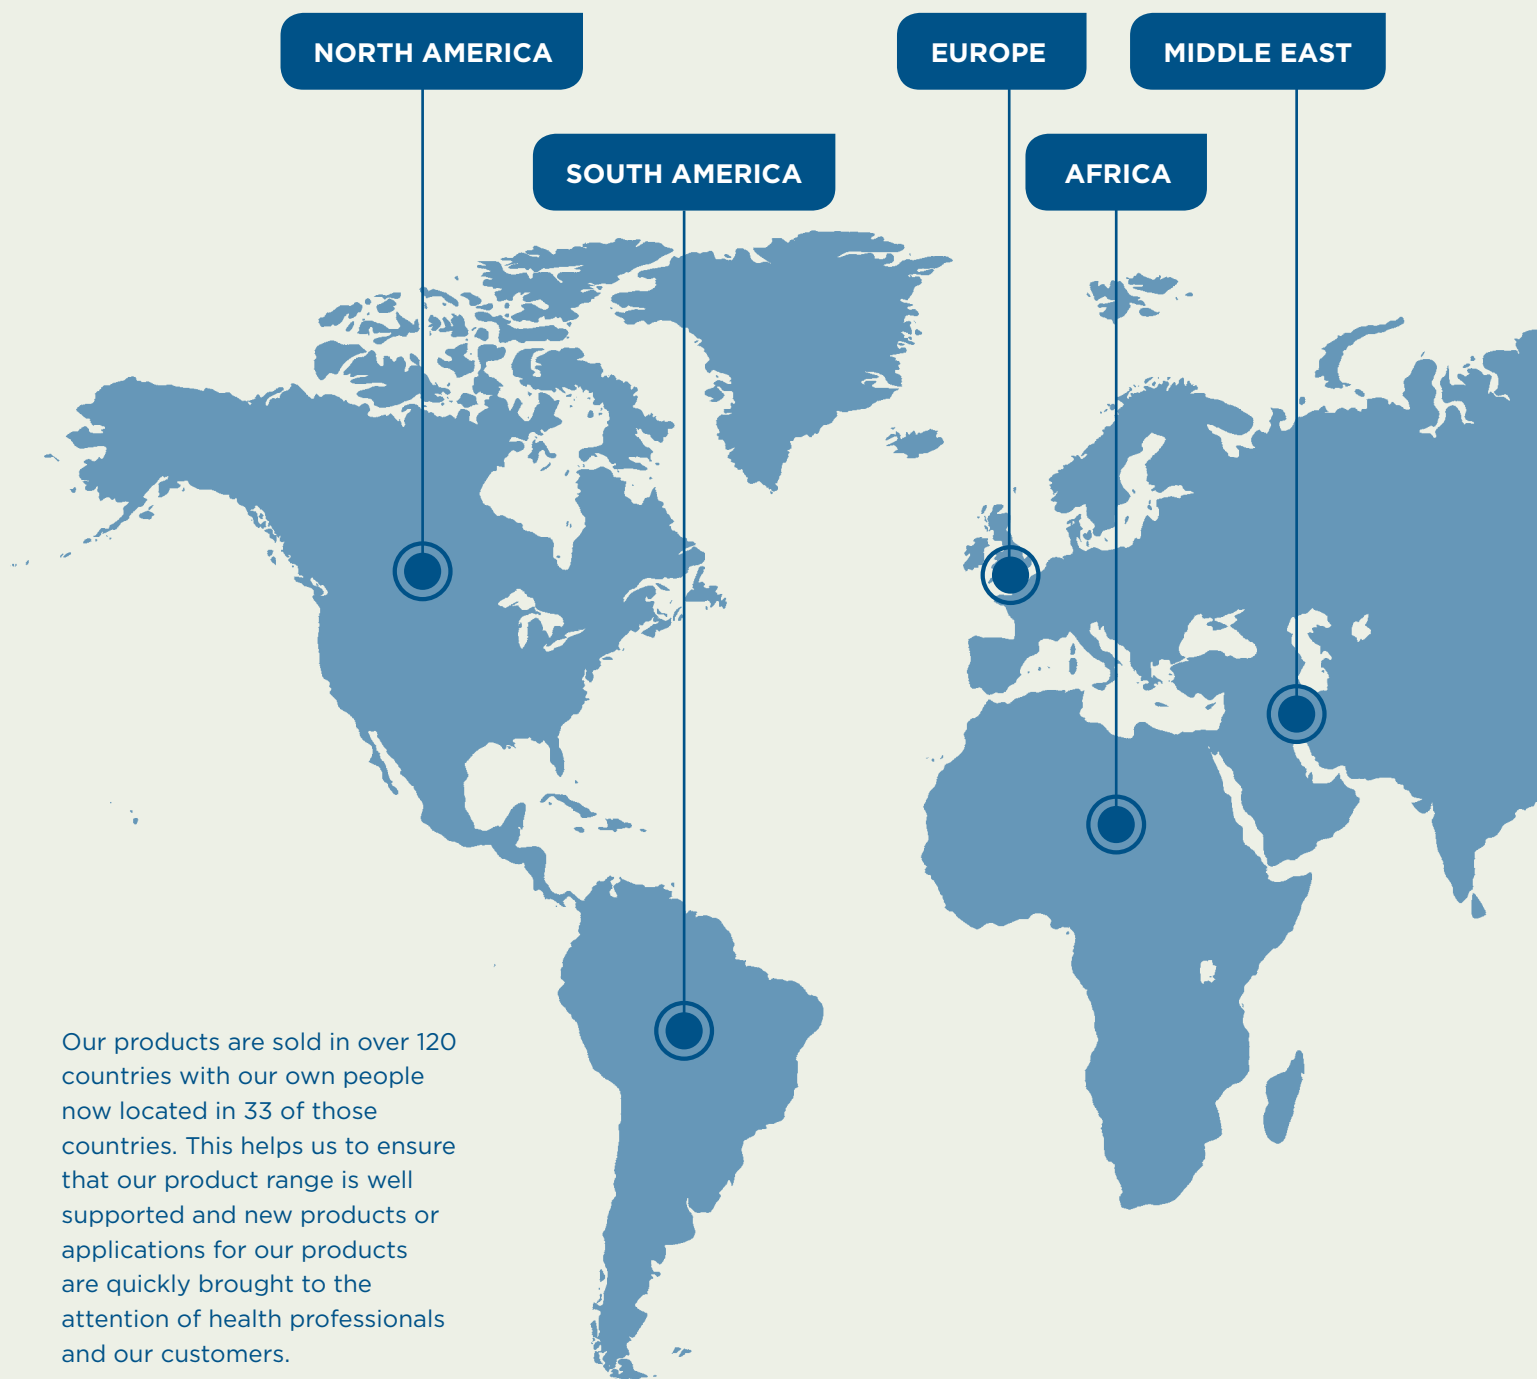 NORTH AMERICA
EUROPE
MIDDLE EAST
SOUTH AMERICA
AFRICA
Our products are sold in over 120
countries with our own people
now located in 33 of those
countries. This helps us to ensure
that our product range is well
supported and new products or
applications for our products
are quickly brought to the
attention of health professionals
and our customers.